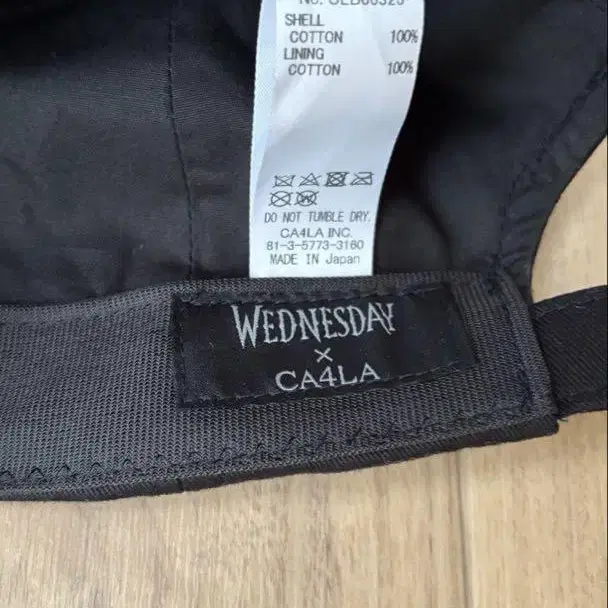 SHELL
COTTON 100%
LINING
COTTON 100%
DO NOT TUMBLE DRY.
CA4LA INC.
81-3-5773-3160
MADE IN Japan
WEDNESDAY
×
CA4LA